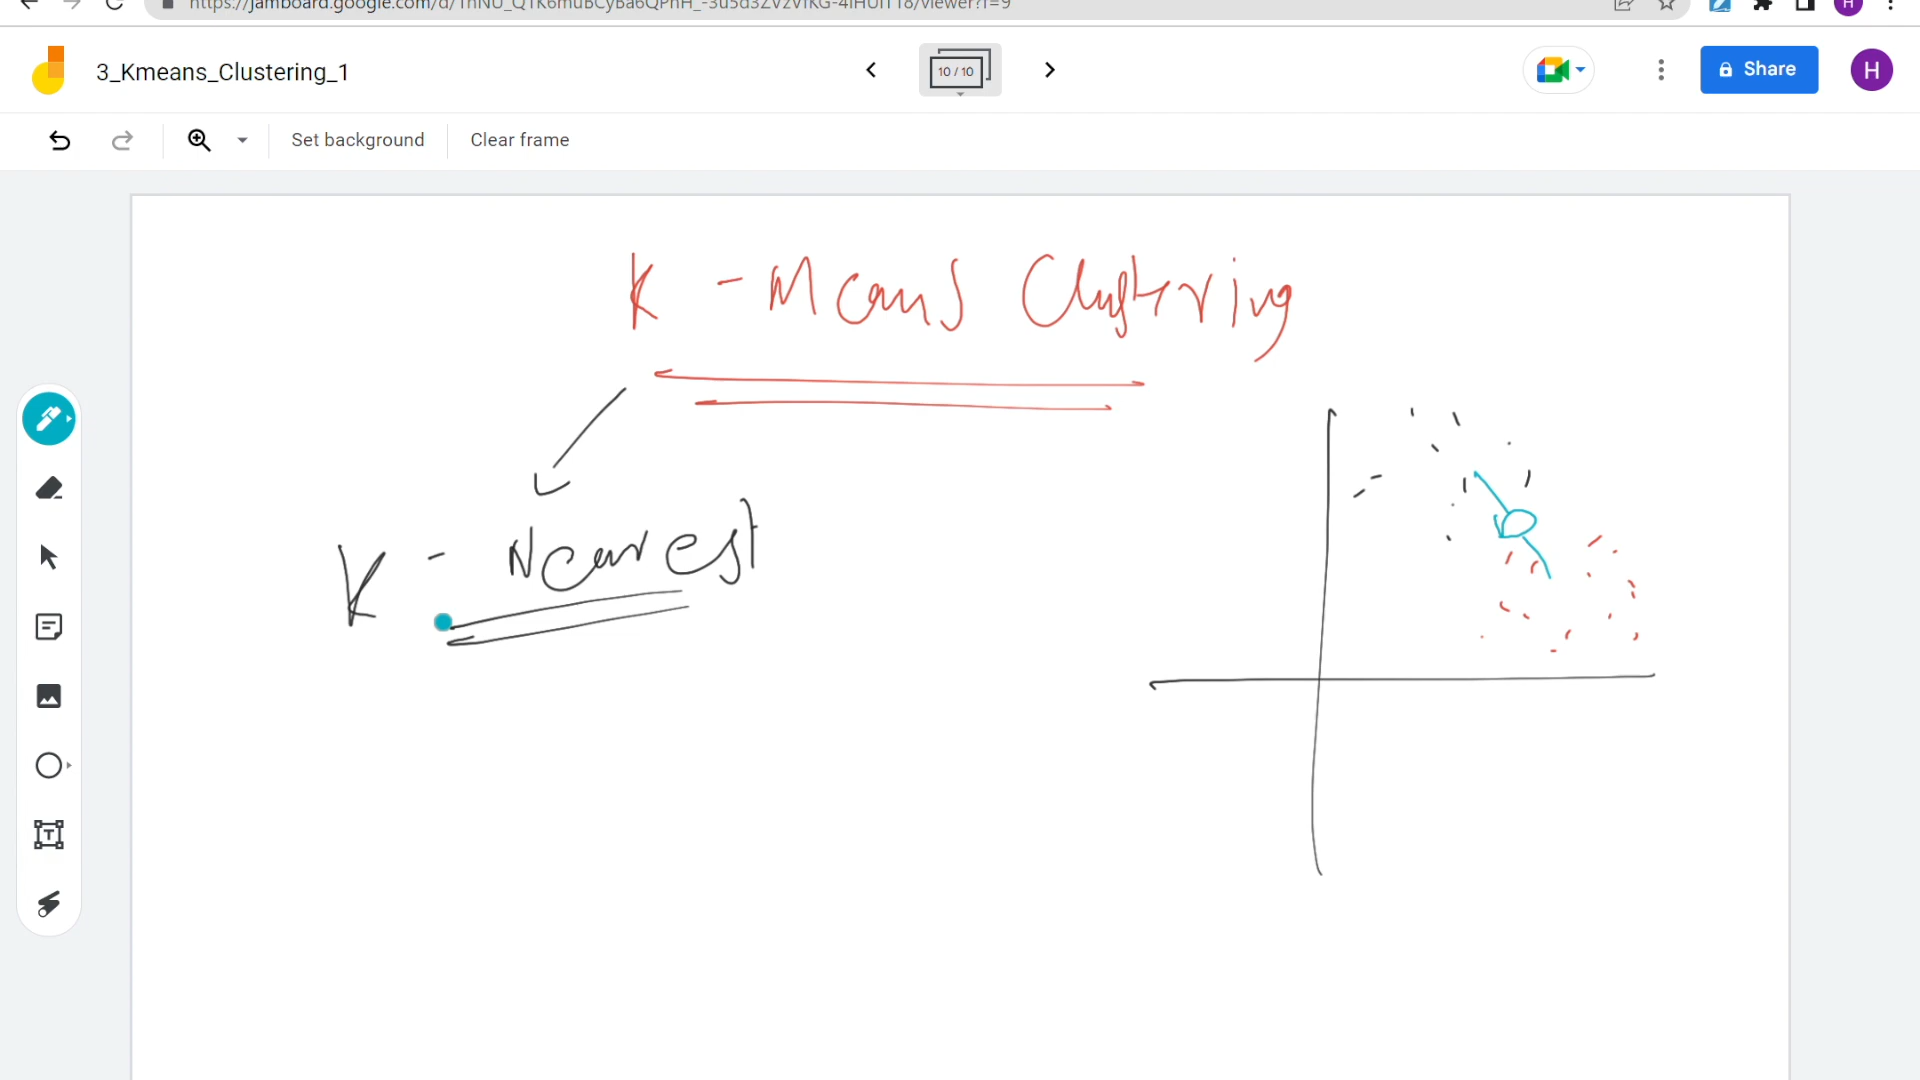 3_Kmeans_Clustering_1
10 / 10
Share
H
Set background
Clear frame
K - Means Clustering
K - Nearest